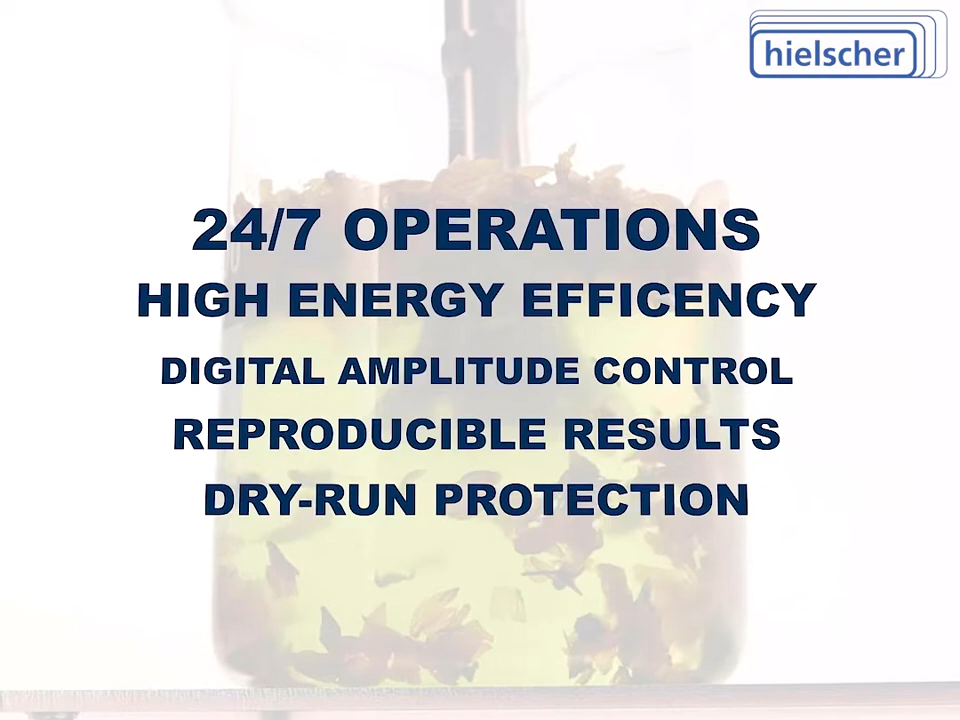 hielscher
24/7 OPERATIONS
HIGH ENERGY EFFICENCY
DIGITAL AMPLITUDE CONTROL
REPRODUCIBLE RESULTS
DRY-RUN PROTECTION